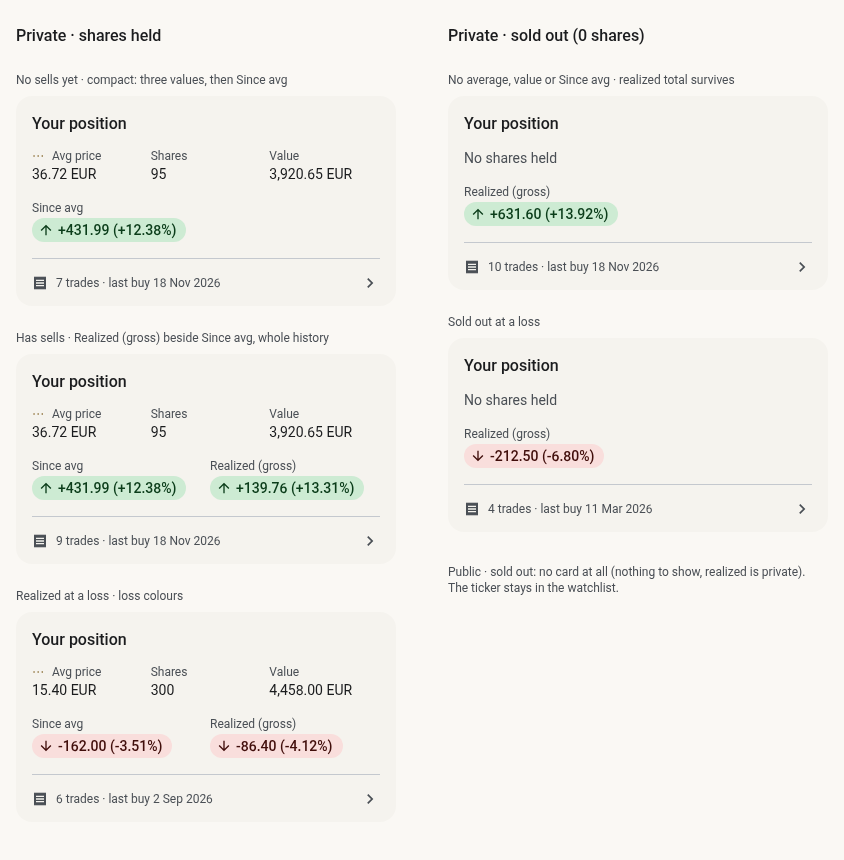 Private · shares held
No sells yet · compact: three values, then Since avg
Your position
··· Avg price Shares Value
36.72 EUR 95 3,920.65 EUR
Since avg
↑ +431.99 (+12.38%)
7 trades · last buy 18 Nov 2026
Has sells · Realized (gross) beside Since avg, whole history
Your position
··· Avg price Shares Value
36.72 EUR 95 3,920.65 EUR
Since avg Realized (gross)
↑ +431.99 (+12.38%) ↑ +139.76 (+13.31%)
9 trades · last buy 18 Nov 2026
Realized at a loss · loss colours
Your position
··· Avg price Shares Value
15.40 EUR 300 4,458.00 EUR
Since avg Realized (gross)
↓ -162.00 (-3.51%) ↓ -86.40 (-4.12%)
6 trades · last buy 2 Sep 2026
Private · sold out (0 shares)
No average, value or Since avg · realized total survives
Your position
No shares held
Realized (gross)
↑ +631.60 (+13.92%)
10 trades · last buy 18 Nov 2026
Sold out at a loss
Your position
No shares held
Realized (gross)
↓ -212.50 (-6.80%)
4 trades · last buy 11 Mar 2026
Public · sold out: no card at all (nothing to show, realized is private).
The ticker stays in the watchlist.